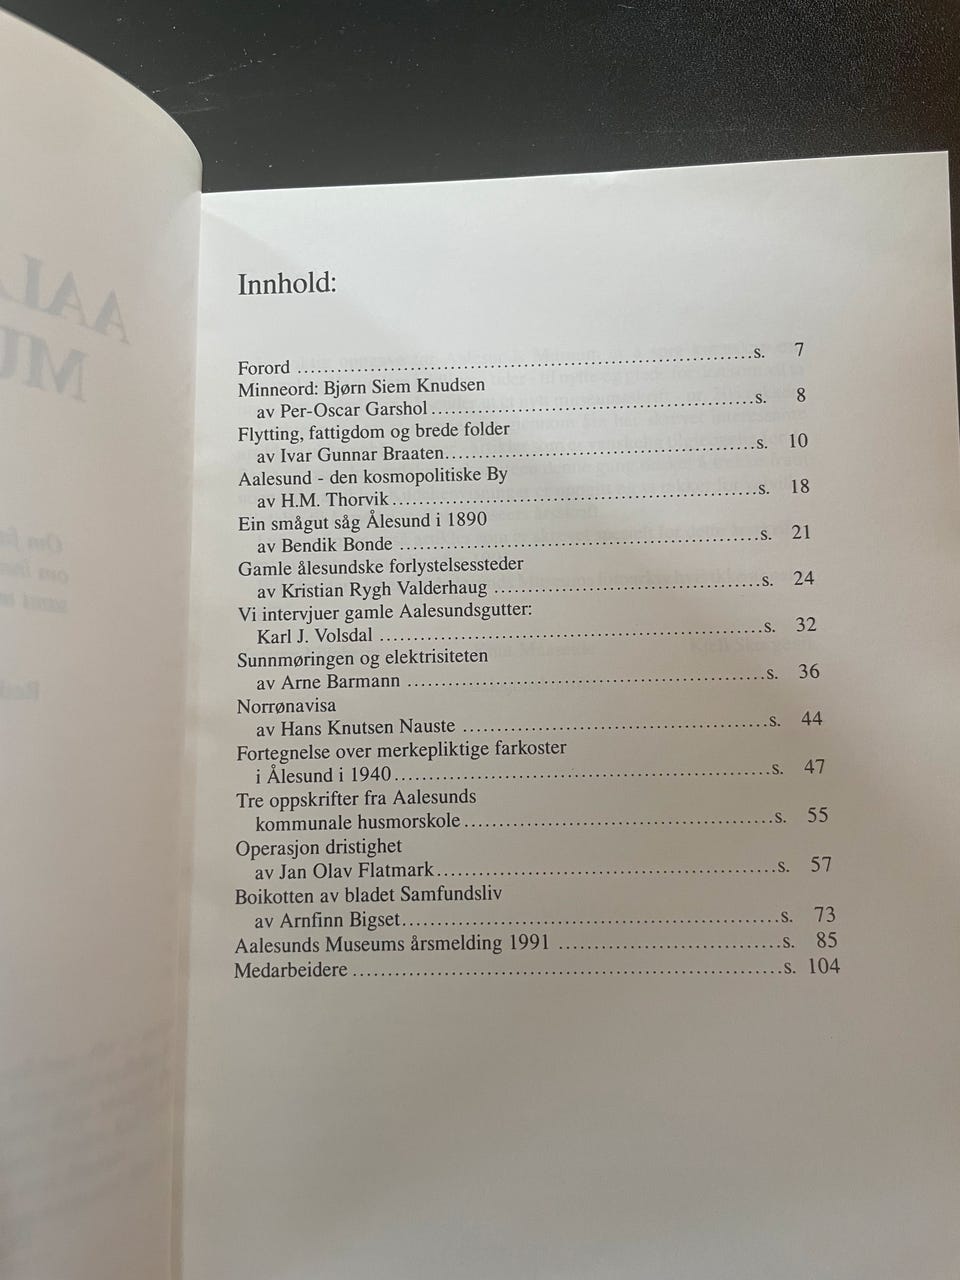 Innhold:
Forord ..........................................................s. 7
Minneord: Bjørn Siem Knudsen
av Per-Oscar Garshol..........................................s. 8
Flytting, fattigdom og brede folder
av Ivar Gunnar Braaten.........................................s. 10
Aalesund - den kosmopolitiske By
av H.M. Thorvik................................................s. 18
Ein smågut såg Ålesund i 1890
av Bendik Bonde ...............................................s. 21
Gamle ålesundske forlystelsessteder
av Kristian Rygh Valderhaug ...................................s. 24
Vi intervjuer gamle Aalesundsgutter:
Karl J. Volsdal ................................................s. 32
Sunnmøringen og elektrisiteten
av Arne Barmann ...............................................s. 36
Norrønavisa
av Hans Knutsen Nauste ........................................s. 44
Fortegnelse over merkepliktige farkoster
i Ålesund i 1940................................................s. 47
Tre oppskrifter fra Aalesunds
kommunale husmorskole.........................................s. 55
Operasjon dristighet
av Jan Olav Flatmark...........................................s. 57
Boikotten av bladet Samfundsliv
av Arnfinn Bigset...............................................s. 73
Aalesunds Museums årsmelding 1991 .............................s. 85
Medarbeidere ...................................................s. 104